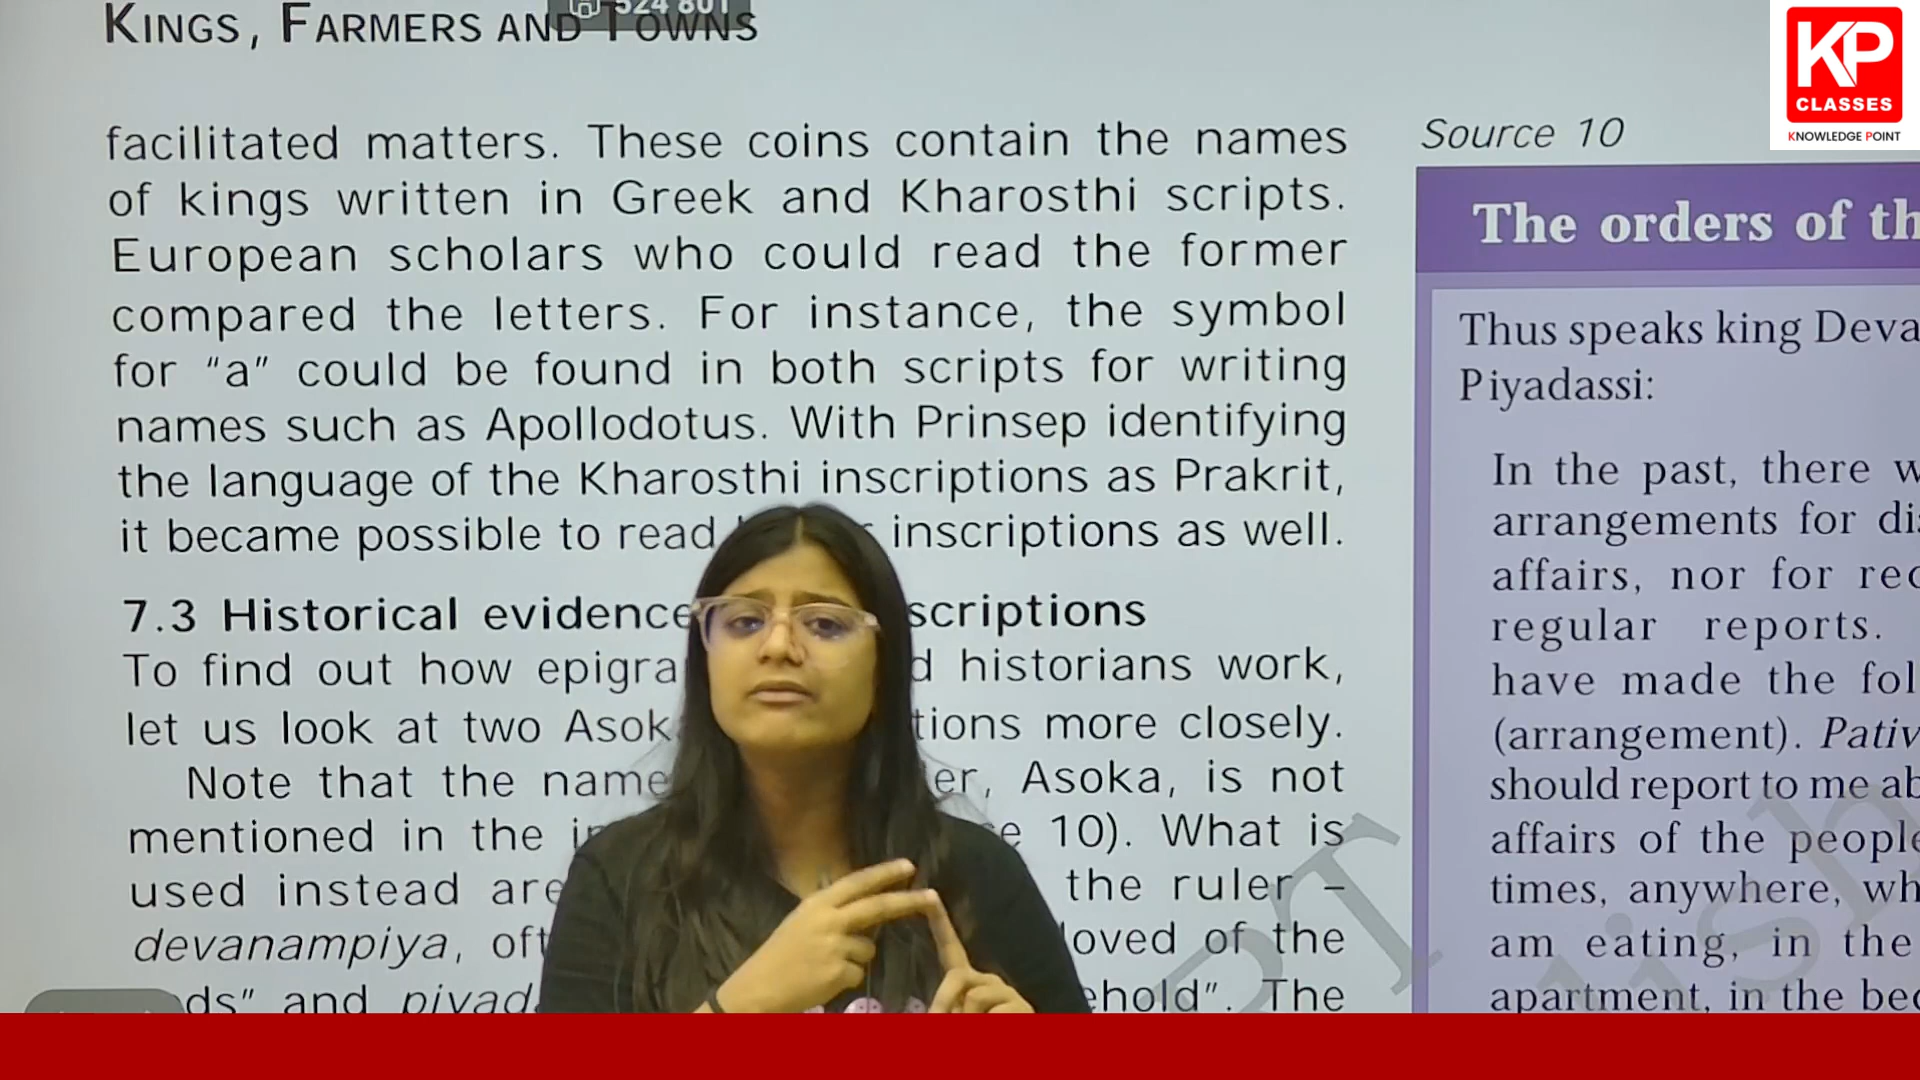 KINGS, FARMERS AND TOWNS
524 801
KP
CLASSES
KNOWLEDGE POINT
facilitated matters. These coins contain the names
of kings written in Greek and Kharosthi scripts.
European scholars who could read the former
compared the letters. For instance, the symbol
for "a" could be found in both scripts for writing
names such as Apollodotus. With Prinsep identifying
the language of the Kharosthi inscriptions as Prakrit,
it became possible to read inscriptions as well.
7.3 Historical evidence scriptions
To find out how epigra d historians work,
let us look at two Asok tions more closely.
Note that the name er, Asoka, is not
mentioned in the in e 10). What is
used instead are the ruler –
devanampiya, oft loved of the
ds" and piyad ehold". The
Source 10
The orders of th
Thus speaks king Deva
Piyadassi:
In the past, there w
arrangements for dis
affairs, nor for rec
regular reports.
have made the fol
(arrangement). Pativ
should report to me ab
affairs of the people
times, anywhere, wh
am eating, in the
apartment, in the bed